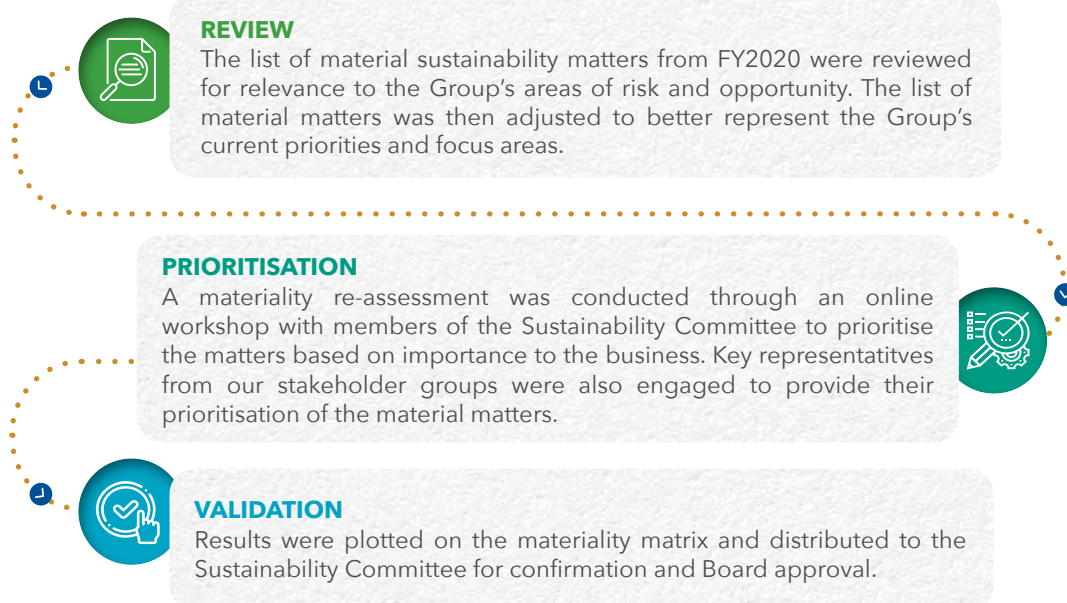 REVIEW
The list of material sustainability matters from FY2020 were reviewed
for relevance to the Group's areas of risk and opportunity. The list of
material matters was then adjusted to better represent the Group's
current priorities and focus areas.
PRIORITISATION
A materiality re-assessment was conducted through an online
workshop with members of the Sustainability Committee to prioritise
the matters based on importance to the business. Key representatitves
from our stakeholder groups were also engaged to provide their
prioritisation of the material matters.
VALIDATION
Results were plotted on the materiality matrix and distributed to the
Sustainability Committee for confirmation and Board approval.